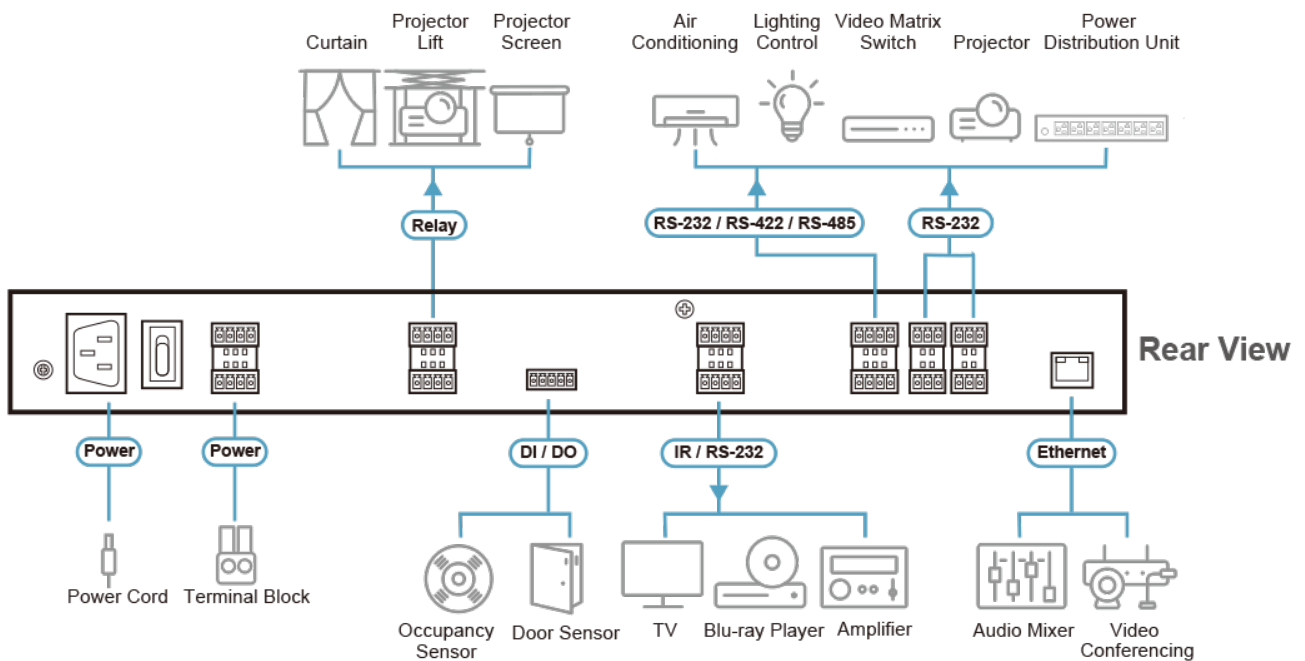 Curtain
Projector
Lift
Projector
Screen
Air
Conditioning
Lighting
Control
Video Matrix
Switch
Projector
Power
Distribution Unit
Relay
RS-232 / RS-422 / RS-485
RS-232
Rear View
Power
Power
DI / DO
IR / RS-232
Ethernet
Power Cord
Terminal Block
Occupancy
Sensor
Door Sensor
TV
Blu-ray Player
Amplifier
Audio Mixer
Video
Conferencing